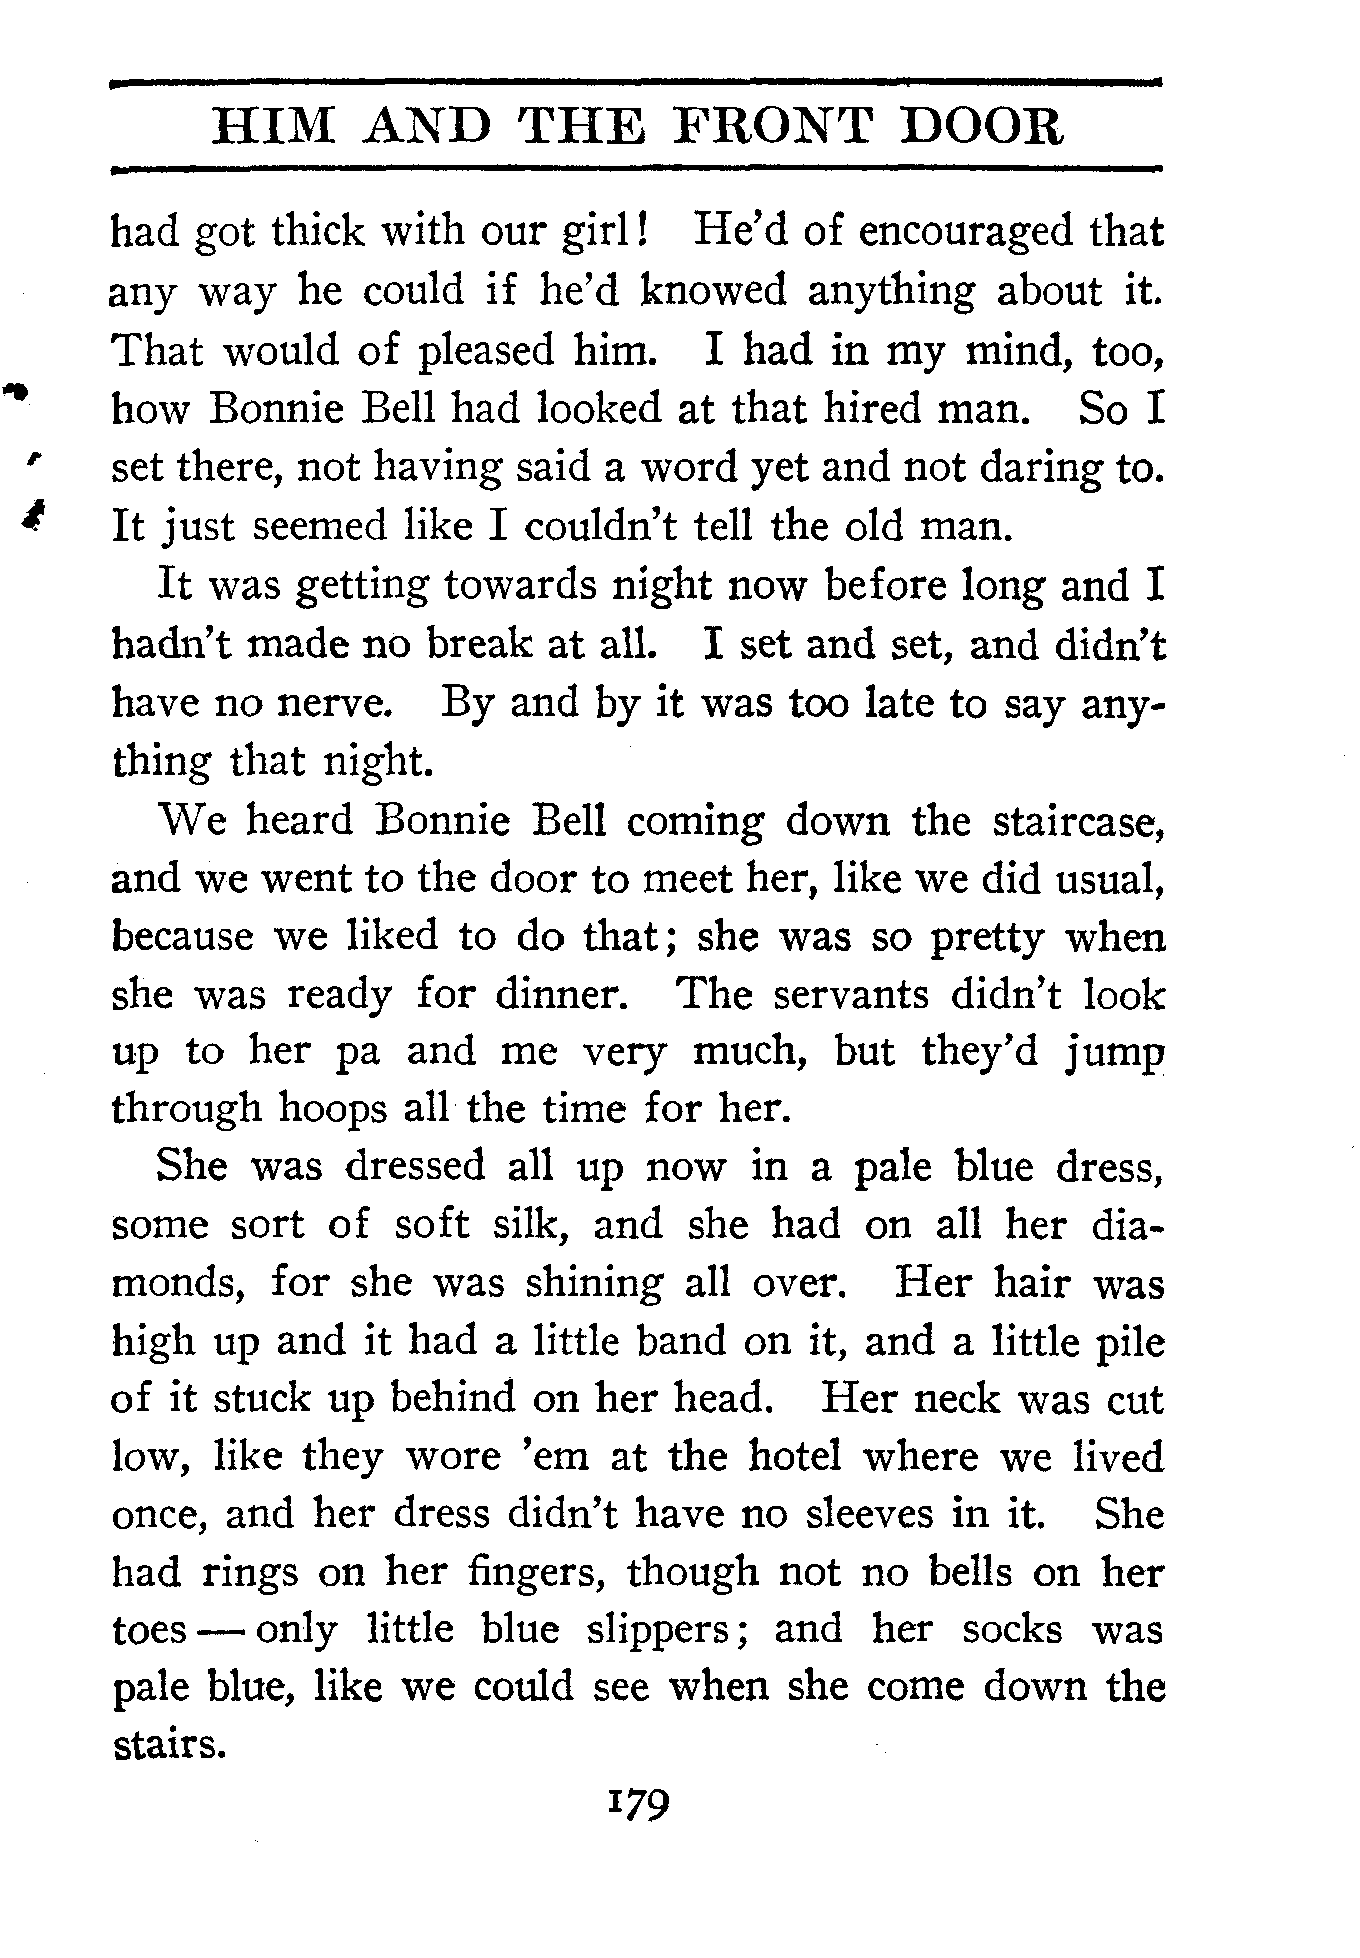 HIM AND THE FRONT DOOR
had got thick with our girl! He'd of encouraged that
any way he could if he'd knowed anything about it.
That would of pleased him. I had in my mind, too,
how Bonnie Bell had looked at that hired man. So I
set there, not having said a word yet and not daring to.
It just seemed like I couldn't tell the old man.
It was getting towards night now before long and I
hadn't made no break at all. I set and set, and didn't
have no nerve. By and by it was too late to say any-
thing that night.
We heard Bonnie Bell coming down the staircase,
and we went to the door to meet her, like we did usual,
because we liked to do that; she was so pretty when
she was ready for dinner. The servants didn't look
up to her pa and me very much, but they'd jump
through hoops all the time for her.
She was dressed all up now in a pale blue dress,
some sort of soft silk, and she had on all her dia-
monds, for she was shining all over. Her hair was
high up and it had a little band on it, and a little pile
of it stuck up behind on her head. Her neck was cut
low, like they wore 'em at the hotel where we lived
once, and her dress didn't have no sleeves in it. She
had rings on her fingers, though not no bells on her
toes — only little blue slippers; and her socks was
pale blue, like we could see when she come down the
stairs.
179